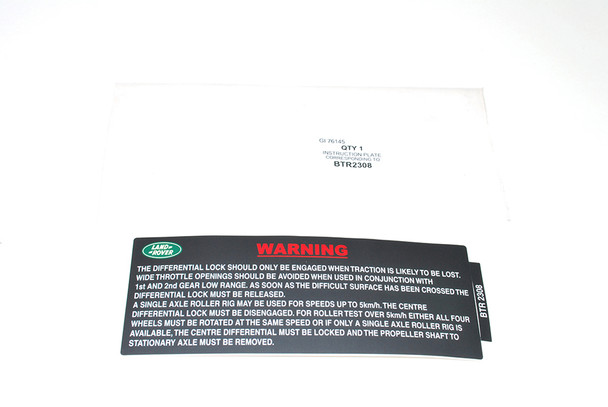 GI 76145
QTY 1
INSTRUCTION PLATE
CORRESPONDING TO
BTR2308
LAND-
-ROVER
WARNING
THE DIFFERENTIAL LOCK SHOULD ONLY BE ENGAGED WHEN TRACTION IS LIKELY TO BE LOST.
WIDE THROTTLE OPENINGS SHOULD BE AVOIDED WHEN USED IN CONJUNCTION WITH
1st AND 2nd GEAR LOW RANGE. AS SOON AS THE DIFFICULT SURFACE HAS BEEN CROSSED THE
DIFFERENTIAL LOCK MUST BE RELEASED.
A SINGLE AXLE ROLLER RIG MAY BE USED FOR SPEEDS UP TO 5km/h. THE CENTRE
DIFFERENTIAL LOCK MUST BE DISENGAGED. FOR ROLLER TEST OVER 5km/h EITHER ALL FOUR
WHEELS MUST BE ROTATED AT THE SAME SPEED OR IF ONLY A SINGLE AXLE ROLLER RIG IS
AVAILABLE, THE CENTRE DIFFERENTIAL MUST BE LOCKED AND THE PROPELLER SHAFT TO
STATIONARY AXLE MUST BE REMOVED.
BTR 2308